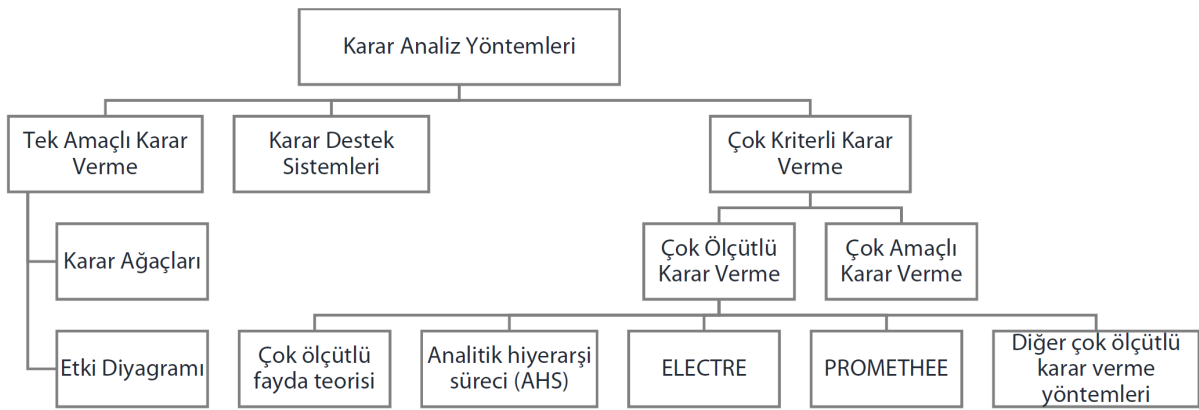 Karar Analiz Yöntemleri
Tek Amaçlı Karar
Verme
Karar Destek
Sistemleri
Çok Kriterli Karar
Verme
Karar Ağaçları
Etki Diyagramı
Çok Ölçütlü
Karar Verme
Çok Amaçlı
Karar Verme
Çok ölçütlü
fayda teorisi
Analitik hiyerarşi
süreci (AHS)
ELECTRE
PROMETHEE
Diğer çok ölçütlü
karar verme
yöntemleri